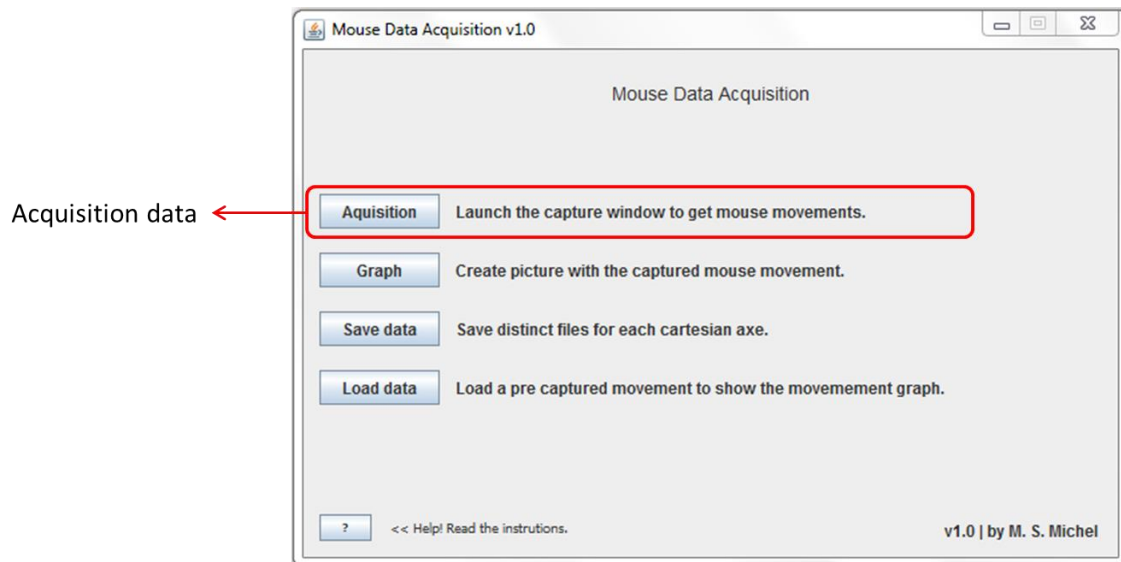 Mouse Data Acquisition v1.0
Mouse Data Acquisition
Acquisition data
Aquisition Launch the capture window to get mouse movements.
Graph Create picture with the captured mouse movement.
Save data Save distinct files for each cartesian axe.
Load data Load a pre captured movement to show the movemement graph.
? << Help! Read the instrutions.
v1.0 | by M. S. Michel